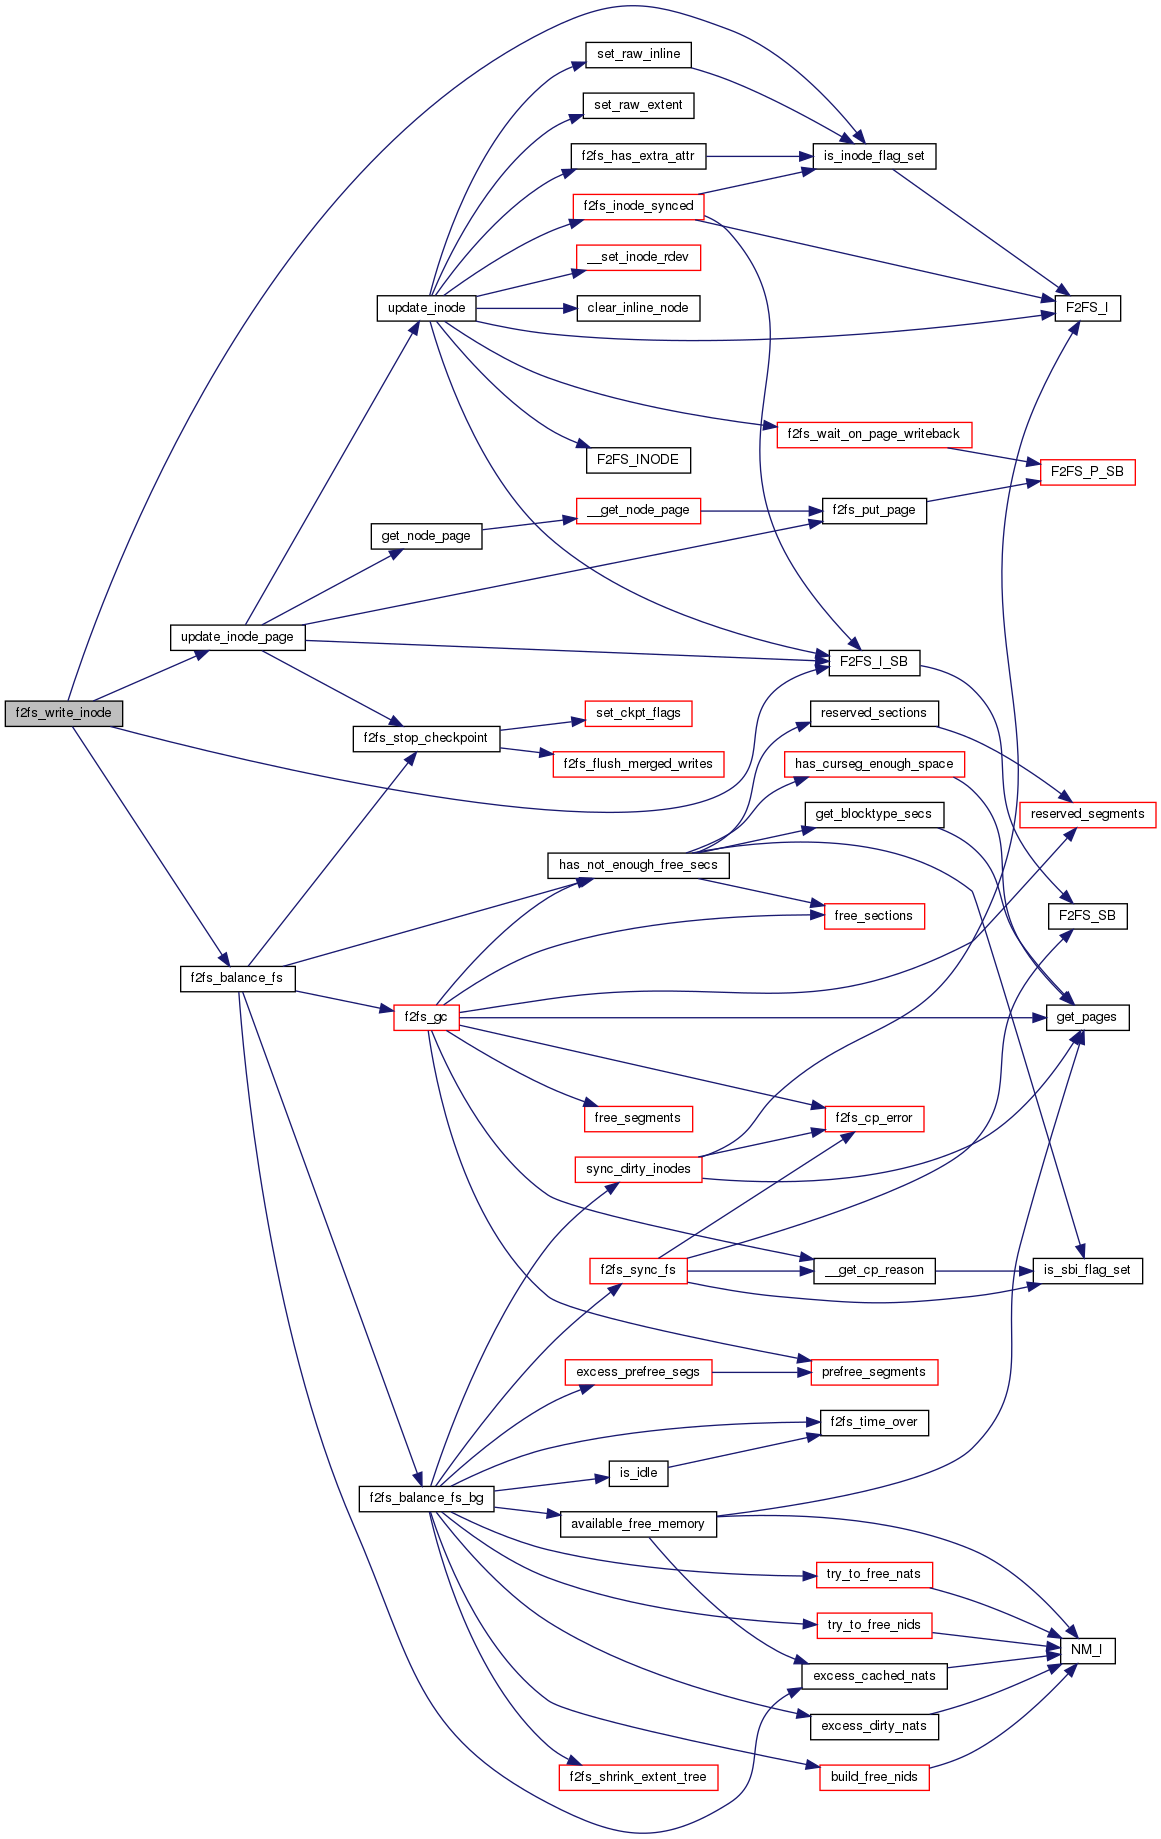 set_raw_inline
set_raw_extent
f2fs_has_extra_attr
is_inode_flag_set
f2fs_inode_synced
__set_inode_rdev
update_inode
clear_inline_node
F2FS_I
f2fs_wait_on_page_writeback
F2FS_INODE
F2FS_P_SB
__get_node_page
f2fs_put_page
get_node_page
update_inode_page
F2FS_I_SB
f2fs_write_inode
set_ckpt_flags
reserved_sections
f2fs_stop_checkpoint
f2fs_flush_merged_writes
has_curseg_enough_space
get_blocktype_secs
reserved_segments
has_not_enough_free_secs
free_sections
F2FS_SB
f2fs_balance_fs
f2fs_gc
get_pages
free_segments
f2fs_cp_error
sync_dirty_inodes
f2fs_sync_fs
__get_cp_reason
is_sbi_flag_set
excess_prefree_segs
prefree_segments
f2fs_time_over
is_idle
f2fs_balance_fs_bg
available_free_memory
try_to_free_nats
try_to_free_nids
NM_I
excess_cached_nats
excess_dirty_nats
f2fs_shrink_extent_tree
build_free_nids